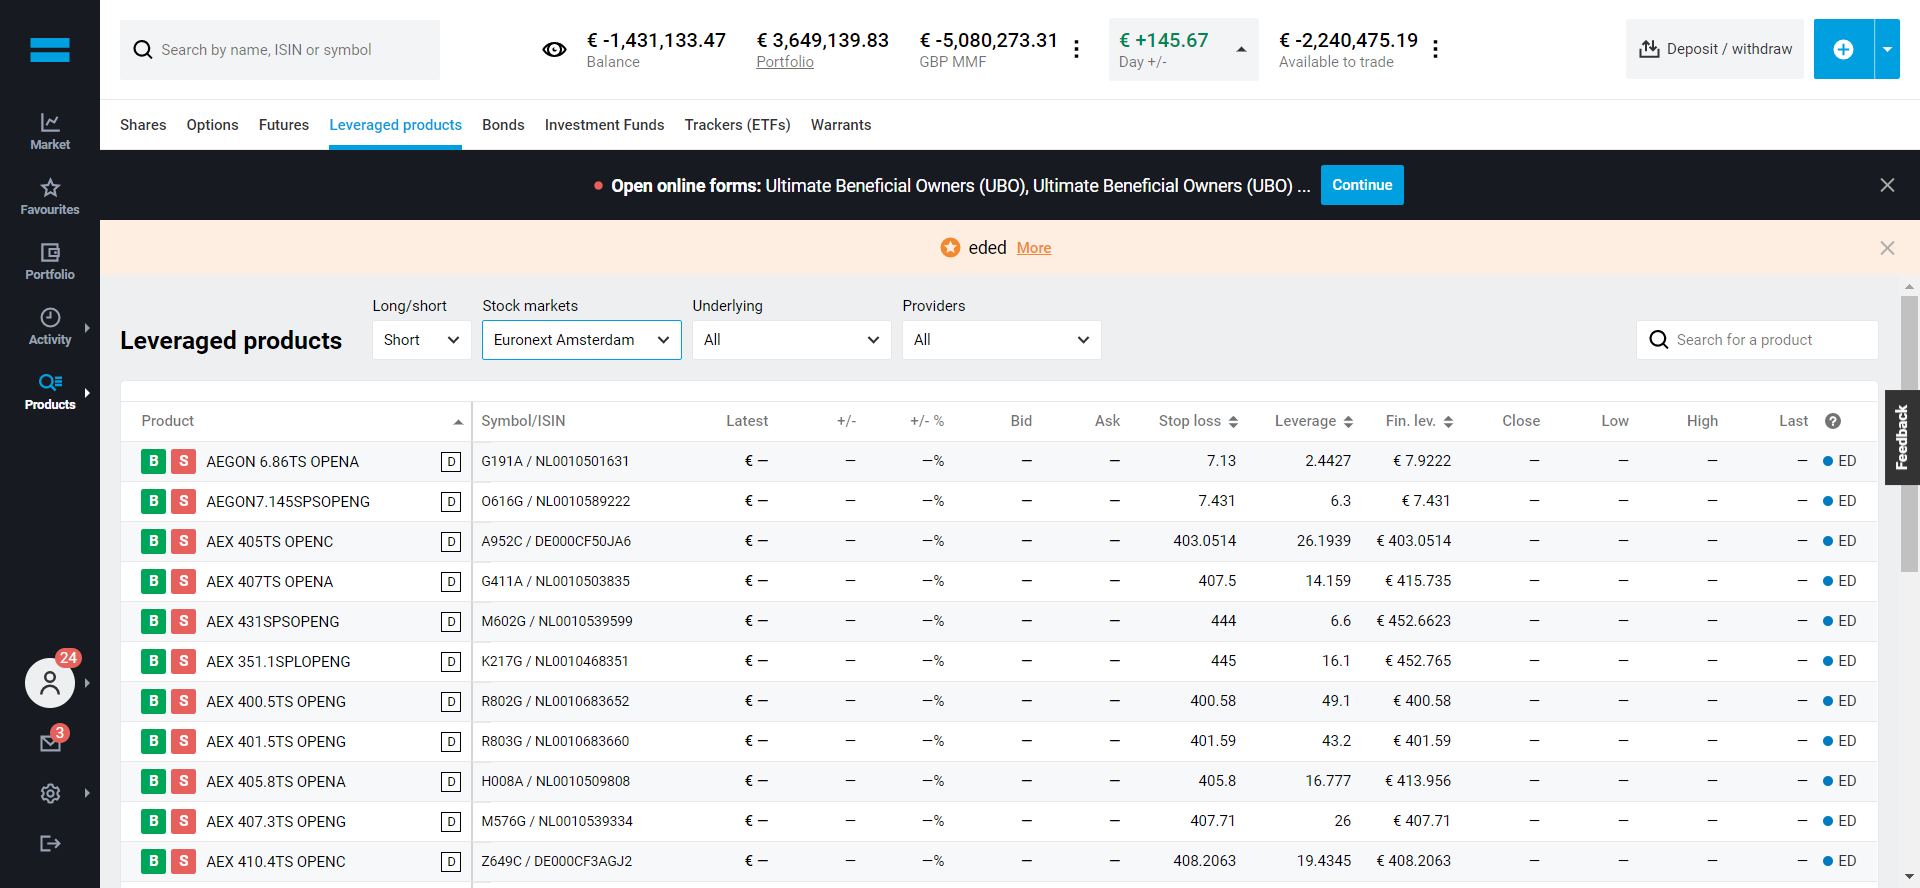 Search by name, ISIN or symbol
€ -1,431,133.47
Balance
€ 3,649,139.83
Portfolio
€ -5,080,273.31
GBP MMF
€ +145.67
Day +/-
€ -2,240,475.19
Available to trade
Deposit / withdraw
Market
Favourites
Portfolio
Activity
Products
24
3
Shares Options Futures Leveraged products Bonds Investment Funds Trackers (ETFs) Warrants
Open online forms: Ultimate Beneficial Owners (UBO), Ultimate Beneficial Owners (UBO) ... Continue
eded More
Leveraged products
Long/short
Short
Stock markets
Euronext Amsterdam
Underlying
All
Providers
All
Search for a product
Feedback
Product Symbol/ISIN Latest +/- +/- % Bid Ask Stop loss Leverage Fin. lev. Close Low High Last ?
B S AEGON 6.86TS OPENA D G191A / NL0010501631 € — — —% — — 7.13 2.4427 € 7.9222 — — — — ED
B S AEGON7.145SPSOPENG D O616G / NL0010589222 € — — —% — — 7.431 6.3 € 7.431 — — — — ED
B S AEX 405TS OPENC D A952C / DE000CF50JA6 € — — —% — — 403.0514 26.1939 € 403.0514 — — — — ED
B S AEX 407TS OPENA D G411A / NL0010503835 € — — —% — — 407.5 14.159 € 415.735 — — — — ED
B S AEX 431SPSOPENG D M602G / NL0010539599 € — — —% — — 444 6.6 € 452.6623 — — — — ED
B S AEX 351.1SPLOPENG D K217G / NL0010468351 € — — —% — — 445 16.1 € 452.765 — — — — ED
B S AEX 400.5TS OPENG D R802G / NL0010683652 € — — —% — — 400.58 49.1 € 400.58 — — — — ED
B S AEX 401.5TS OPENG D R803G / NL0010683660 € — — —% — — 401.59 43.2 € 401.59 — — — — ED
B S AEX 405.8TS OPENA D H008A / NL0010509808 € — — —% — — 405.8 16.777 € 413.956 — — — — ED
B S AEX 407.3TS OPENG D M576G / NL0010539334 € — — —% — — 407.71 26 € 407.71 — — — — ED
B S AEX 410.4TS OPENC D Z649C / DE000CF3AGJ2 € — — —% — — 408.2063 19.4345 € 408.2063 — — — — ED